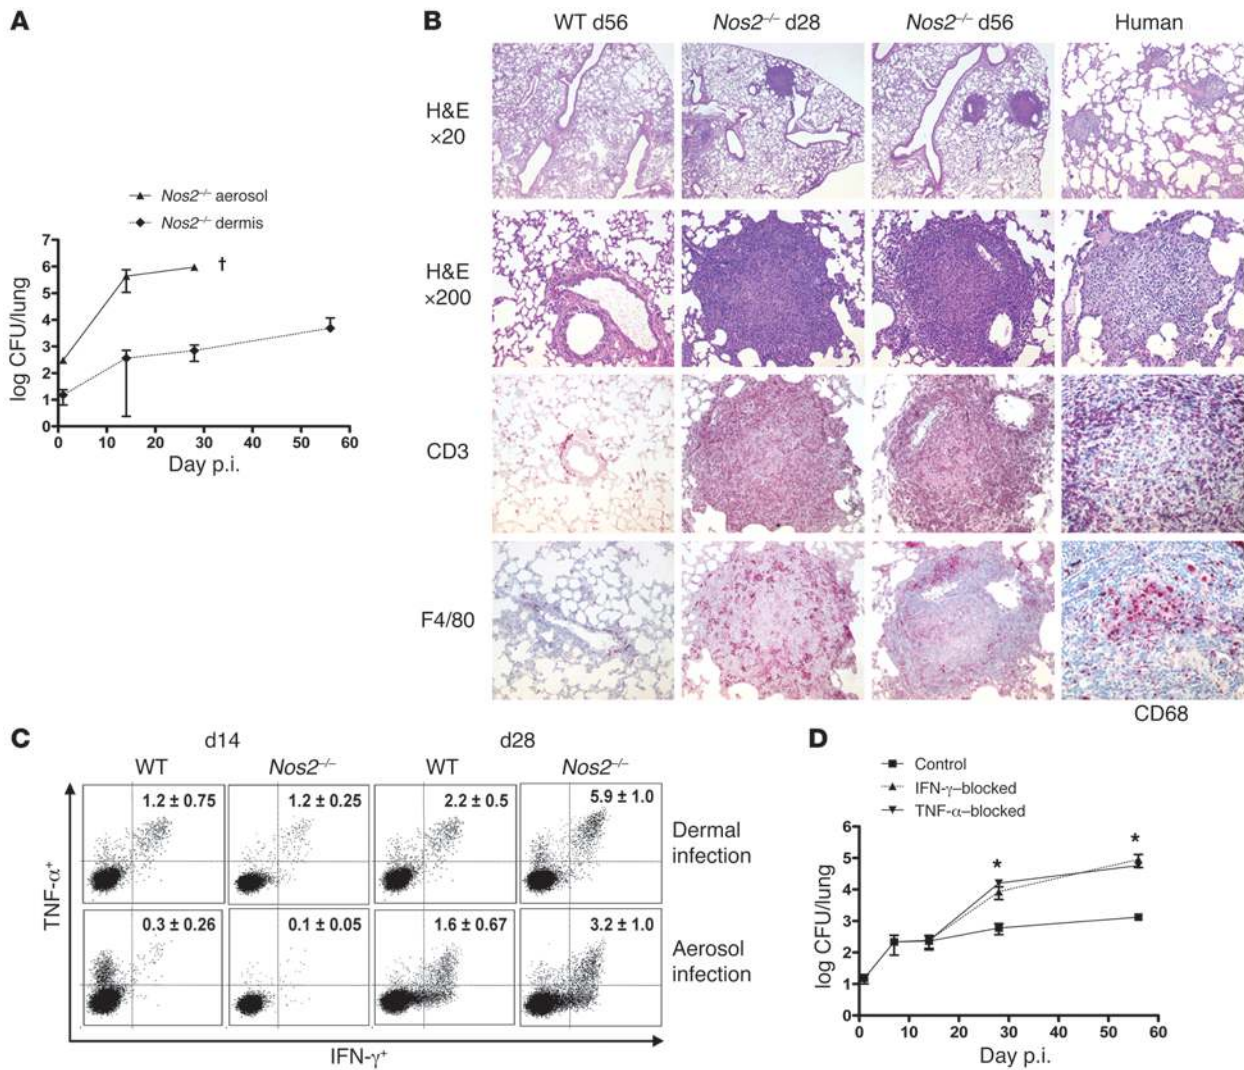 A
Nos2–/– aerosol
Nos2–/– dermis
log CFU/lung
7
6
5
4
3
2
1
0
†
0 10 20 30 40 50 60
Day p.i.
B
WT d56 Nos2–/– d28 Nos2–/– d56 Human
H&E
×20
H&E
×200
CD3
F4/80
CD68
C
d14 d28
WT Nos2–/– WT Nos2–/–
1.2 ± 0.75 1.2 ± 0.25 2.2 ± 0.5 5.9 ± 1.0
Dermal
infection
0.3 ± 0.26 0.1 ± 0.05 1.6 ± 0.67 3.2 ± 1.0
Aerosol
infection
TNF-α+
IFN-γ+
D
Control
IFN-γ–blocked
TNF-α–blocked
log CFU/lung
6
5
4
3
2
1
0
* *
0 10 20 30 40 50 60
Day p.i.